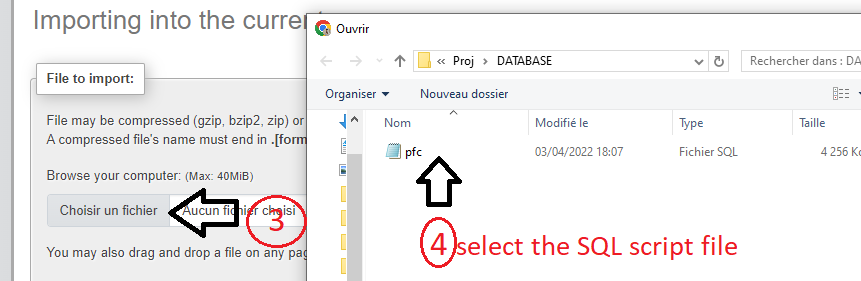 Importing into the current
Ouvrir
Proj > DATABASE
Rechercher dans : DA
File to import:
Organiser
Nouveau dossier
Nom
Modifié le
Type
Taille
File may be compressed (gzip, bzip2, zip) or
A compressed file's name must end in .[form
pfc
03/04/2022 18:07
Fichier SQL
4 256 Ko
Browse your computer: (Max: 40MiB)
Choisir un fichier
Aucun fichier choisi
3
4 select the SQL script file
You may also drag and drop a file on any pag